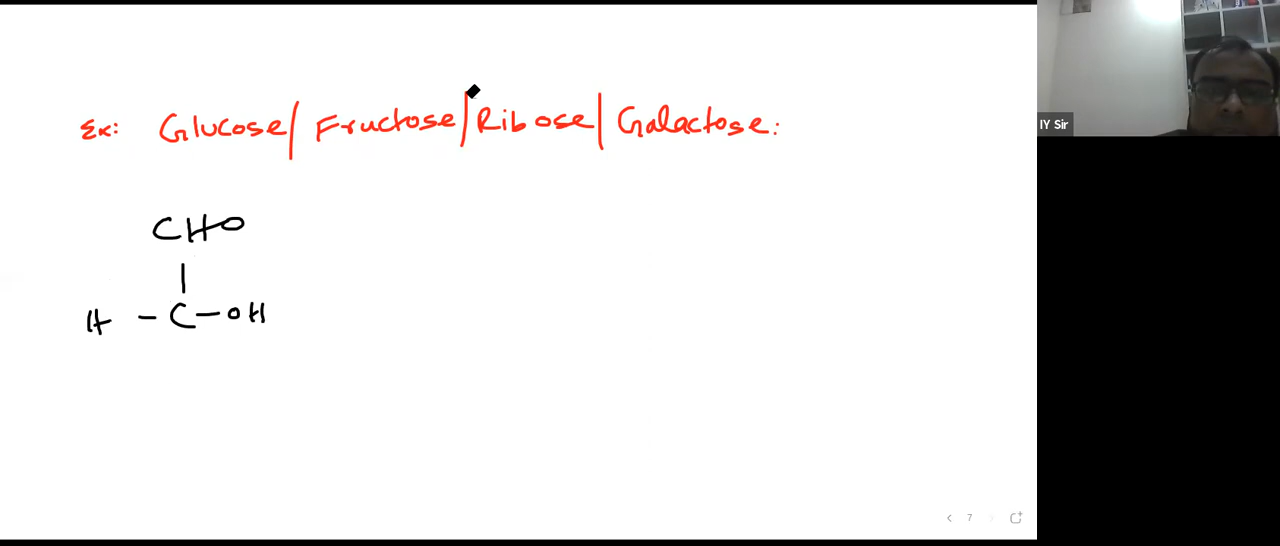 Ex: Glucose/ Fructose/Ribose/ Galactose:
CHO
|
H - C - OH
IY Sir
7